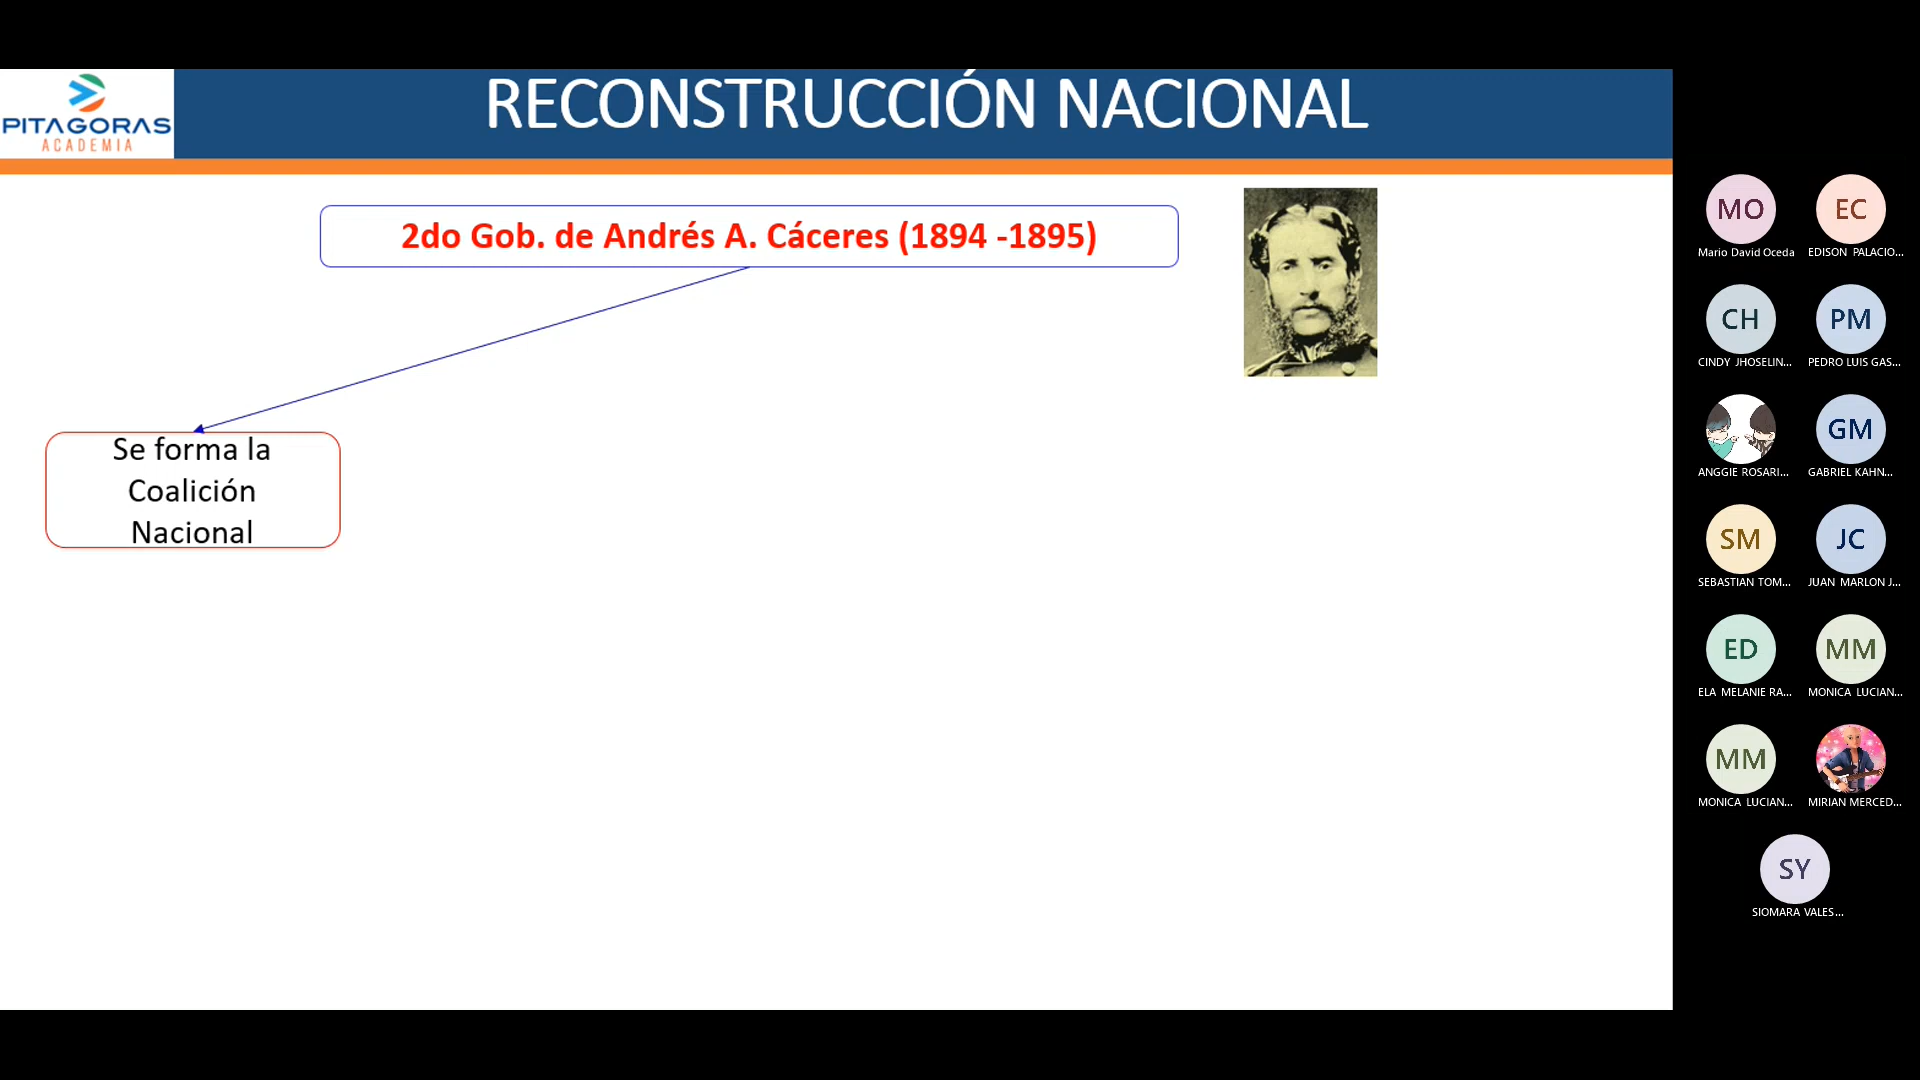 PITAGORAS
ACADEMIA
RECONSTRUCCIÓN NACIONAL
2do Gob. de Andrés A. Cáceres (1894 -1895)
Se forma la
Coalición
Nacional
MO
EC
Mario David Oceda
EDISON PALACIO...
CH
PM
CINDY JHOSELIN...
PEDRO LUIS GAS...
GM
ANGGIE ROSARI...
GABRIEL KAHN...
SM
JC
SEBASTIAN TOM...
JUAN MARLON J...
ED
MM
ELA MELANIE RA...
MONICA LUCIAN...
MM
MONICA LUCIAN...
MIRIAN MERCED...
SY
SIOMARA VALES...